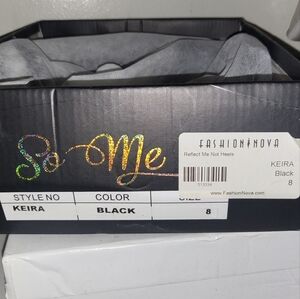 So Me
FASHIONNOVA
Reflect Me Not Heels
KEIRA
Black
8
www.FashionNova.com
STYLE NO COLOR SIZE
KEIRA BLACK 8